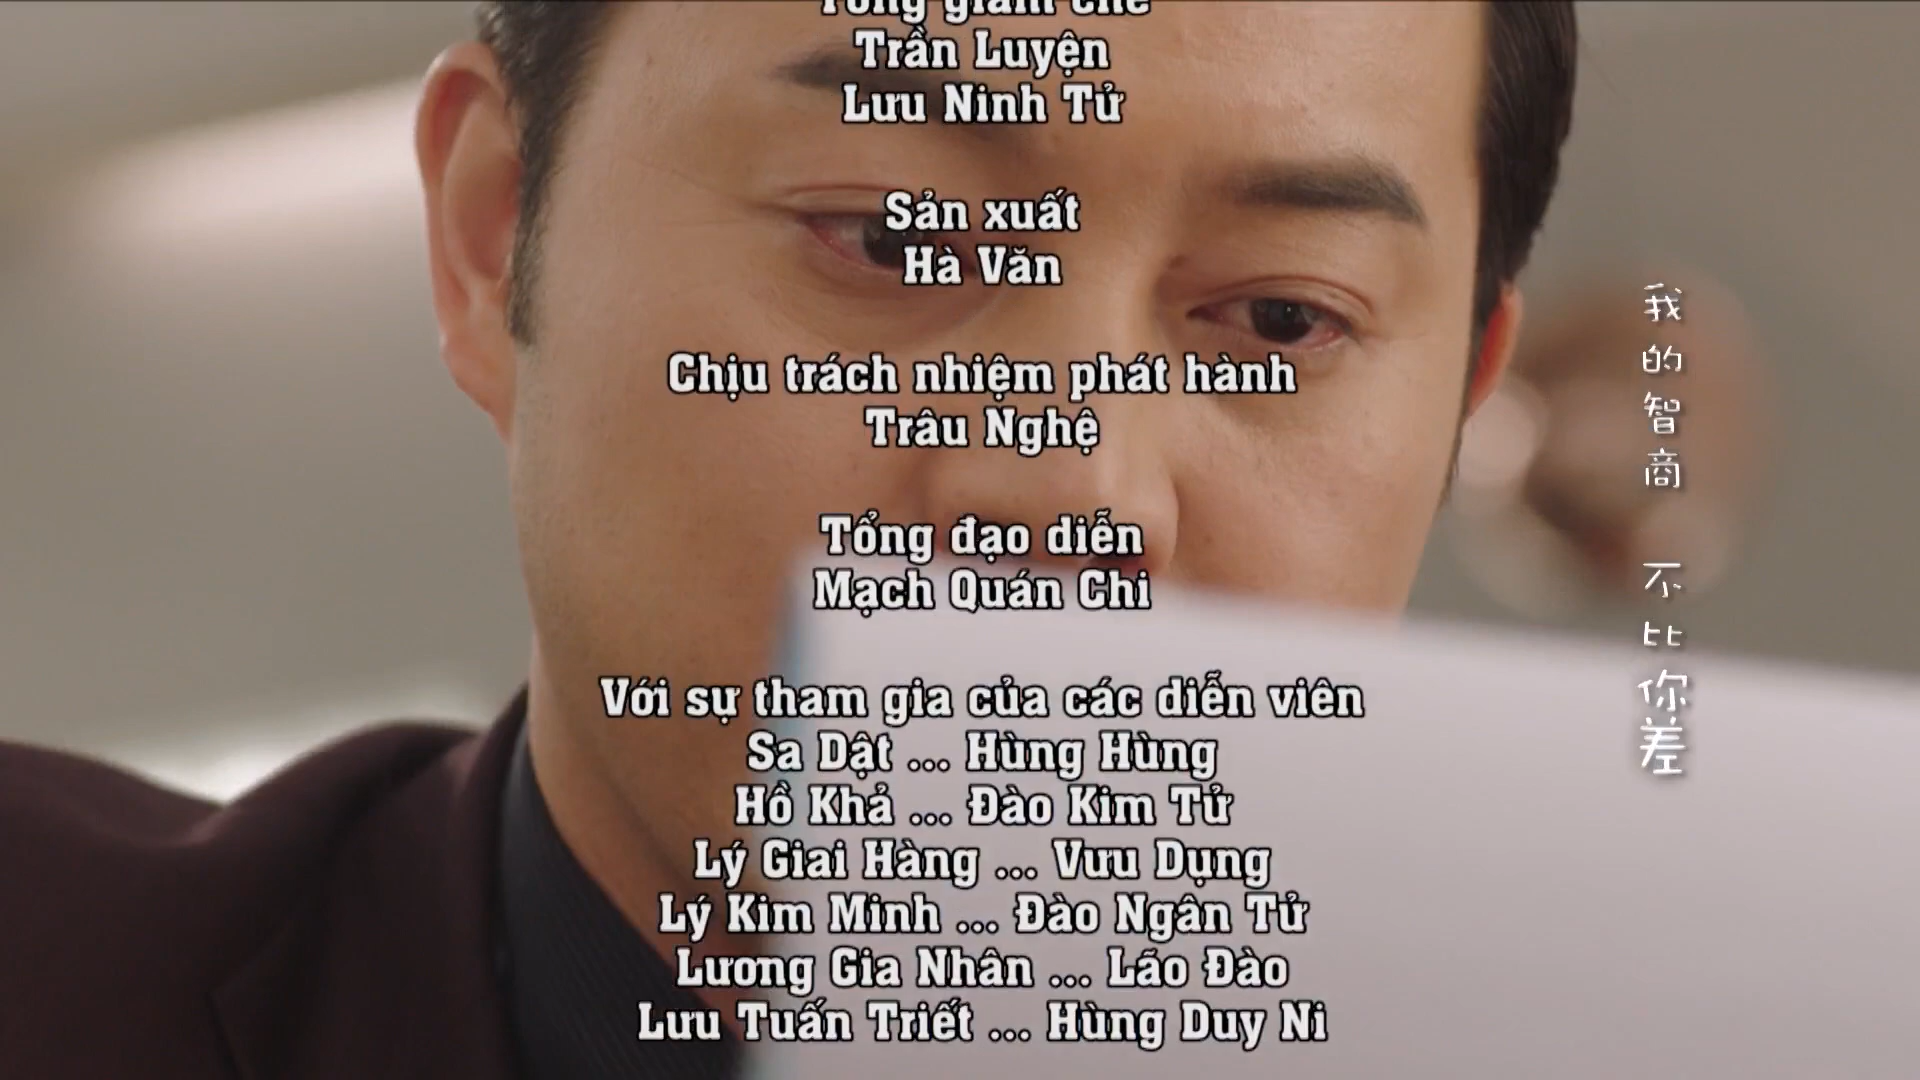 Tổng giám chế
Trần Luyện
Lưu Ninh Tử
Sản xuất
Hà Văn
Chịu trách nhiệm phát hành
Trâu Nghệ
Tổng đạo diễn
Mạch Quán Chi
Với sự tham gia của các diễn viên
Sa Dật ... Hùng Hùng
Hồ Khả ... Đào Kim Tử
Lý Giai Hàng ... Vưu Dụng
Lý Kim Minh ... Đào Ngân Tử
Lương Gia Nhân ... Lão Đào
Lưu Tuấn Triết ... Hùng Duy Ni
我的智商 不比你差